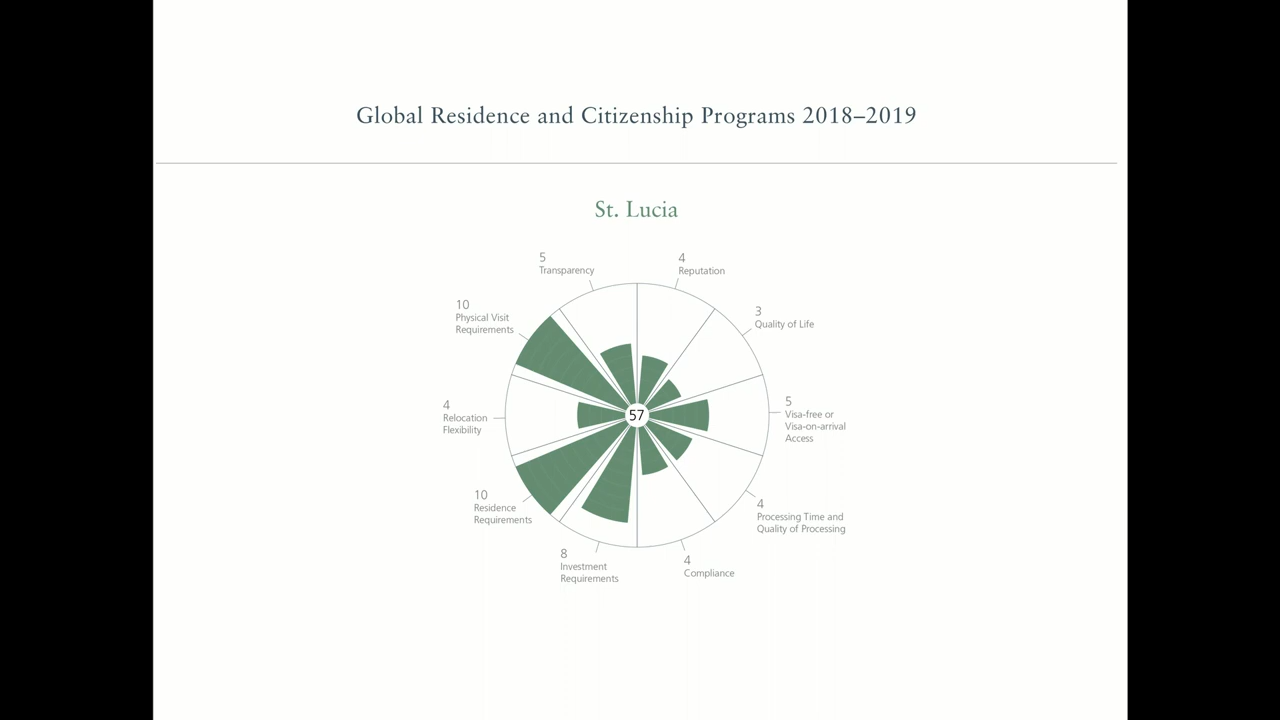 Global Residence and Citizenship Programs 2018–2019
St. Lucia
5
Transparency
4
Reputation
10
Physical Visit
Requirements
3
Quality of Life
4
Relocation
Flexibility
57
5
Visa-free or
Visa-on-arrival
Access
10
Residence
Requirements
4
Processing Time and
Quality of Processing
8
Investment
Requirements
4
Compliance